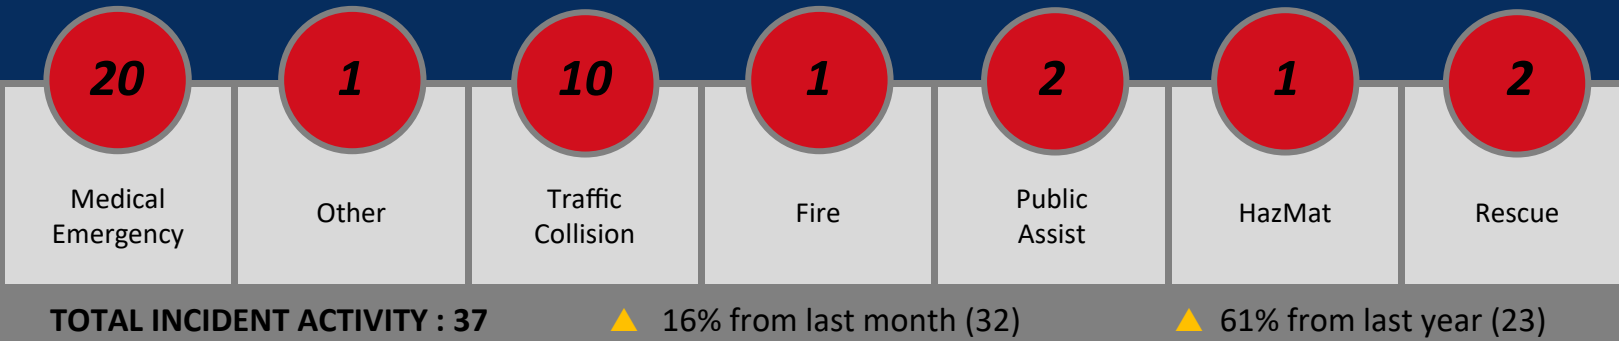 20
1
10
1
2
1
2
Medical
Emergency
Other
Traffic
Collision
Fire
Public
Assist
HazMat
Rescue
TOTAL INCIDENT ACTIVITY : 37
16% from last month (32)
61% from last year (23)